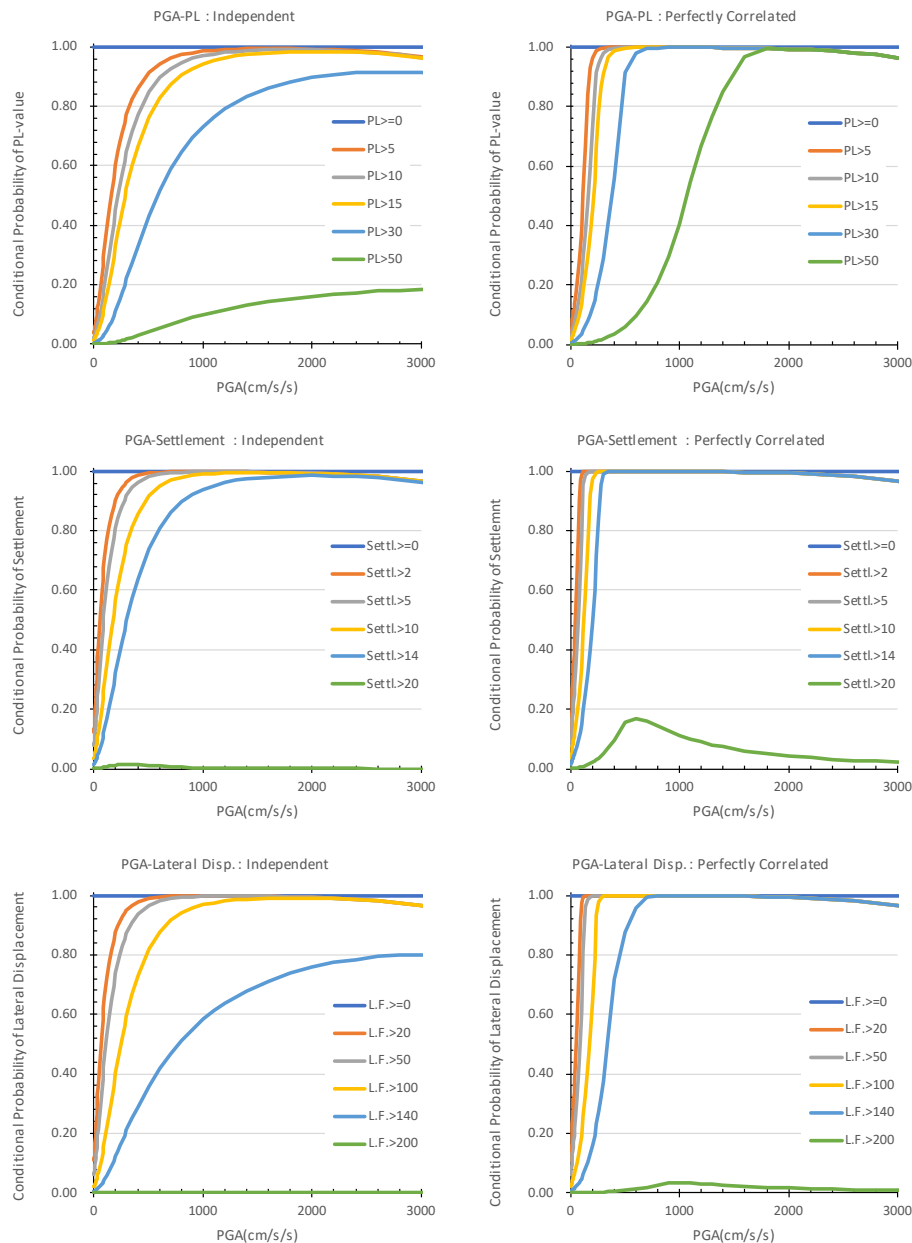 PGA-PL : Independent
Conditional Probability of PL-value
1.00
0.80
0.60
0.40
0.20
0.00
PL>=0
PL>5
PL>10
PL>15
PL>30
PL>50
0 1000 2000 3000
PGA(cm/s/s)
PGA-PL : Perfectly Correlated
Conditional Probability of PL-value
1.00
0.80
0.60
0.40
0.20
0.00
PL>=0
PL>5
PL>10
PL>15
PL>30
PL>50
0 1000 2000 3000
PGA(cm/s/s)
PGA-Settlement : Independent
Conditional Probability of Settlement
1.00
0.80
0.60
0.40
0.20
0.00
Settl.>=0
Settl.>2
Settl.>5
Settl.>10
Settl.>14
Settl.>20
0 1000 2000 3000
PGA(cm/s/s)
PGA-Settlement : Perfectly Correlated
Conditional Probability of Settlemnt
1.00
0.80
0.60
0.40
0.20
0.00
Settl.>=0
Settl.>2
Settl.>5
Settl.>10
Settl.>14
Settl.>20
0 1000 2000 3000
PGA(cm/s/s)
PGA-Lateral Disp. : Independent
Conditional Probability of Lateral Displacement
1.00
0.80
0.60
0.40
0.20
0.00
L.F.>=0
L.F.>20
L.F.>50
L.F.>100
L.F.>140
L.F.>200
0 1000 2000 3000
PGA(cm/s/s)
PGA-Lateral Disp. : Perfectly Correlated
Conditional Probability of Lateral Displacement
1.00
0.80
0.60
0.40
0.20
0.00
L.F.>=0
L.F.>20
L.F.>50
L.F.>100
L.F.>140
L.F.>200
0 1000 2000 3000
PGA(cm/s/s)